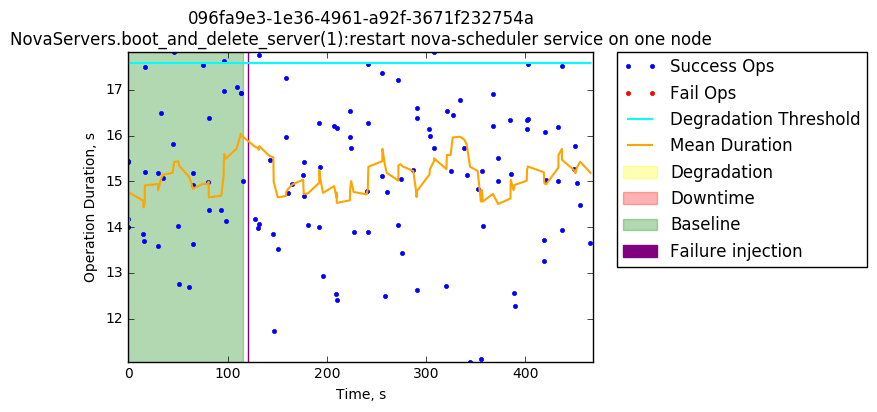 096fa9e3-1e36-4961-a92f-3671f232754a
NovaServers.boot_and_delete_server(1):restart nova-scheduler service on one node
Operation Duration, s
17
16
15
14
13
12
0
100
200
300
400
Time, s
Success Ops
Fail Ops
Degradation Threshold
Mean Duration
Degradation
Downtime
Baseline
Failure injection